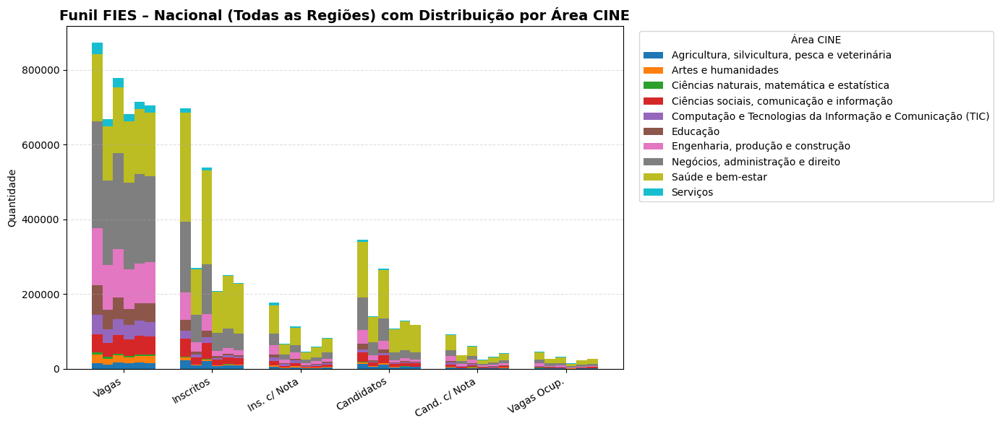 Funil FIES – Nacional (Todas as Regiões) com Distribuição por Área CINE
Quantidade
800000
600000
400000
200000
0
Vagas
Inscritos
Ins. c/ Nota
Candidatos
Cand. c/ Nota
Vagas Ocup.
Área CINE
Agricultura, silvicultura, pesca e veterinária
Artes e humanidades
Ciências naturais, matemática e estatística
Ciências sociais, comunicação e informação
Computação e Tecnologias da Informação e Comunicação (TIC)
Educação
Engenharia, produção e construção
Negócios, administração e direito
Saúde e bem-estar
Serviços